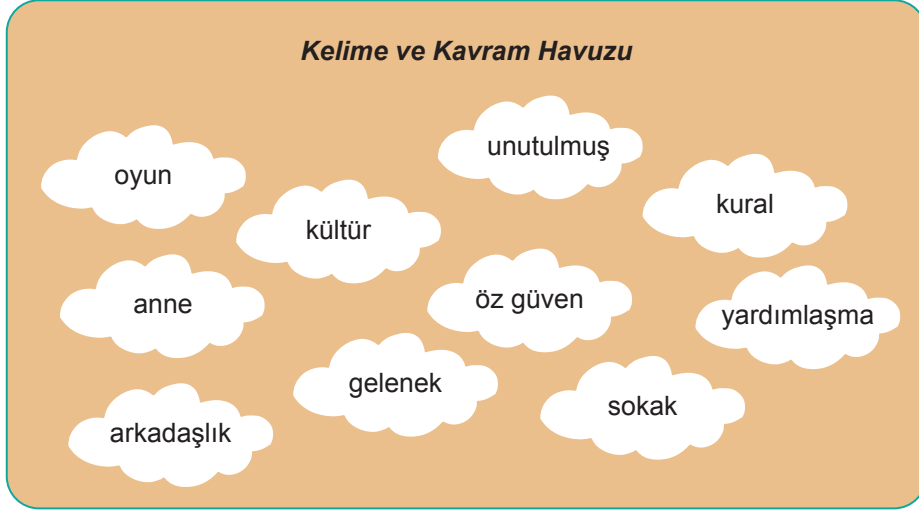 Kelime ve Kavram Havuzu
unutulmuş
oyun
kural
kültür
anne
öz güven
yardımlaşma
gelenek
sokak
arkadaşlık